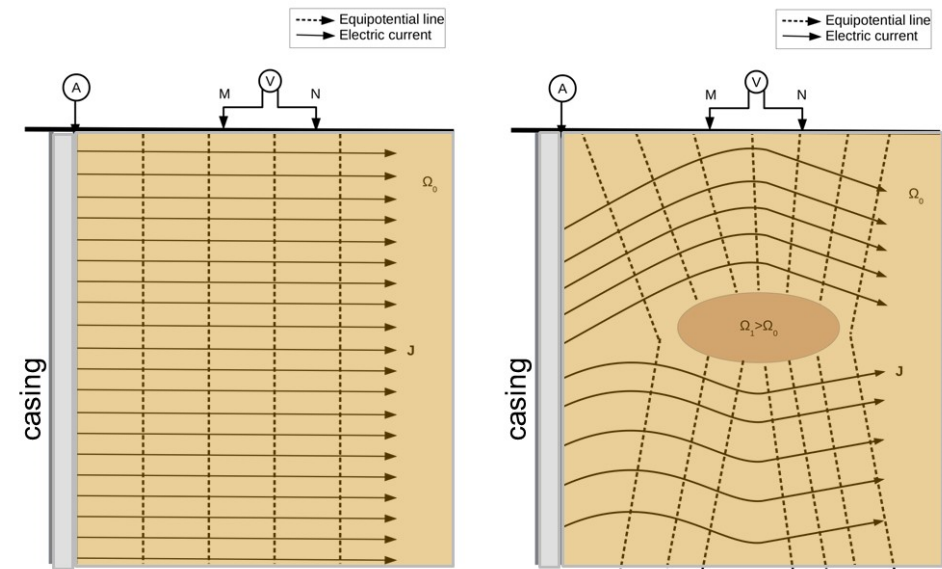 Equipotential line
Electric current
A
V
M
N
Ω₀
J
casing
Equipotential line
Electric current
A
V
M
N
Ω₀
Ω₁>Ω₀
J
casing